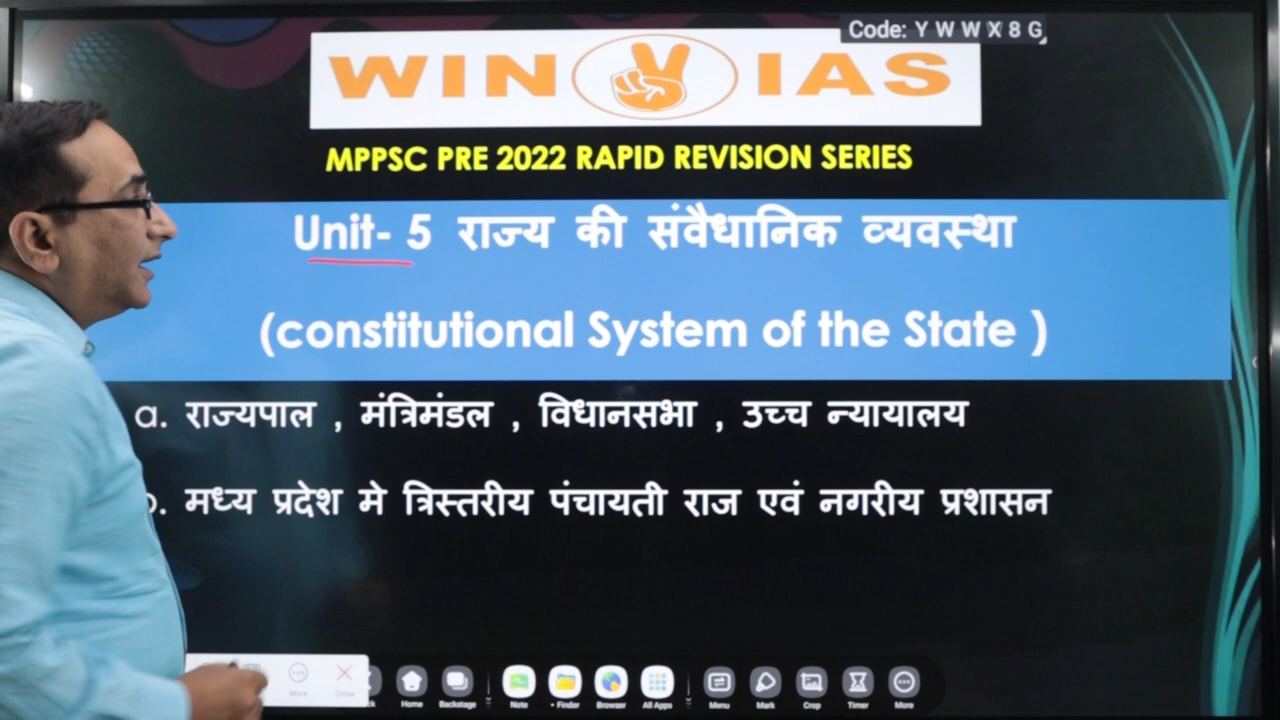 Code: Y W W X 8 G
WIN IAS
MPPSC PRE 2022 RAPID REVISION SERIES
Unit- 5 राज्य की संवैधानिक व्यवस्था
(constitutional System of the State )
a. राज्यपाल , मंत्रिमंडल , विधानसभा , उच्च न्यायालय
b. मध्य प्रदेश मे त्रिस्तरीय पंचायती राज एवं नगरीय प्रशासन
More Close Home Backstage Note • Finder Browser All Apps Menu Mark Crop Timer More